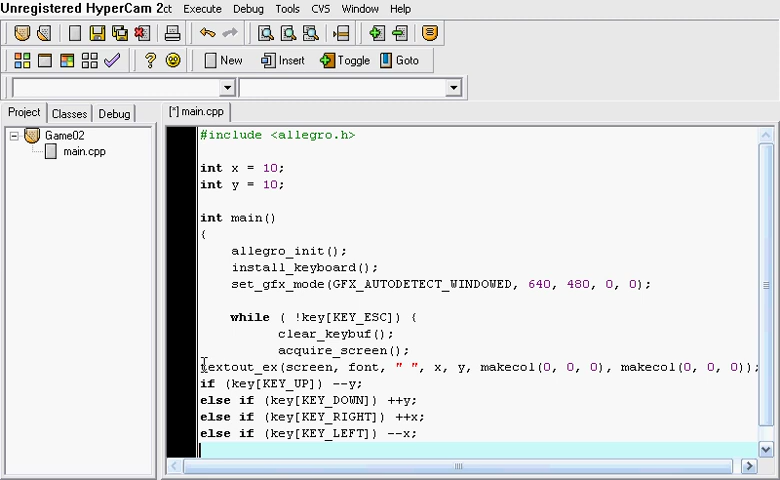 Unregistered HyperCam 2ct Execute Debug Tools CVS Window Help
New Insert Toggle Goto
Project Classes Debug [*] main.cpp
Game02
main.cpp
#include <allegro.h>
int x = 10;
int y = 10;
int main()
{
allegro_init();
install_keyboard();
set_gfx_mode(GFX_AUTODETECT_WINDOWED, 640, 480, 0, 0);
while ( !key[KEY_ESC]) {
clear_keybuf();
acquire_screen();
textout_ex(screen, font, " ", x, y, makecol(0, 0, 0), makecol(0, 0, 0));
if (key[KEY_UP]) --y;
else if (key[KEY_DOWN]) ++y;
else if (key[KEY_RIGHT]) ++x;
else if (key[KEY_LEFT]) --x;